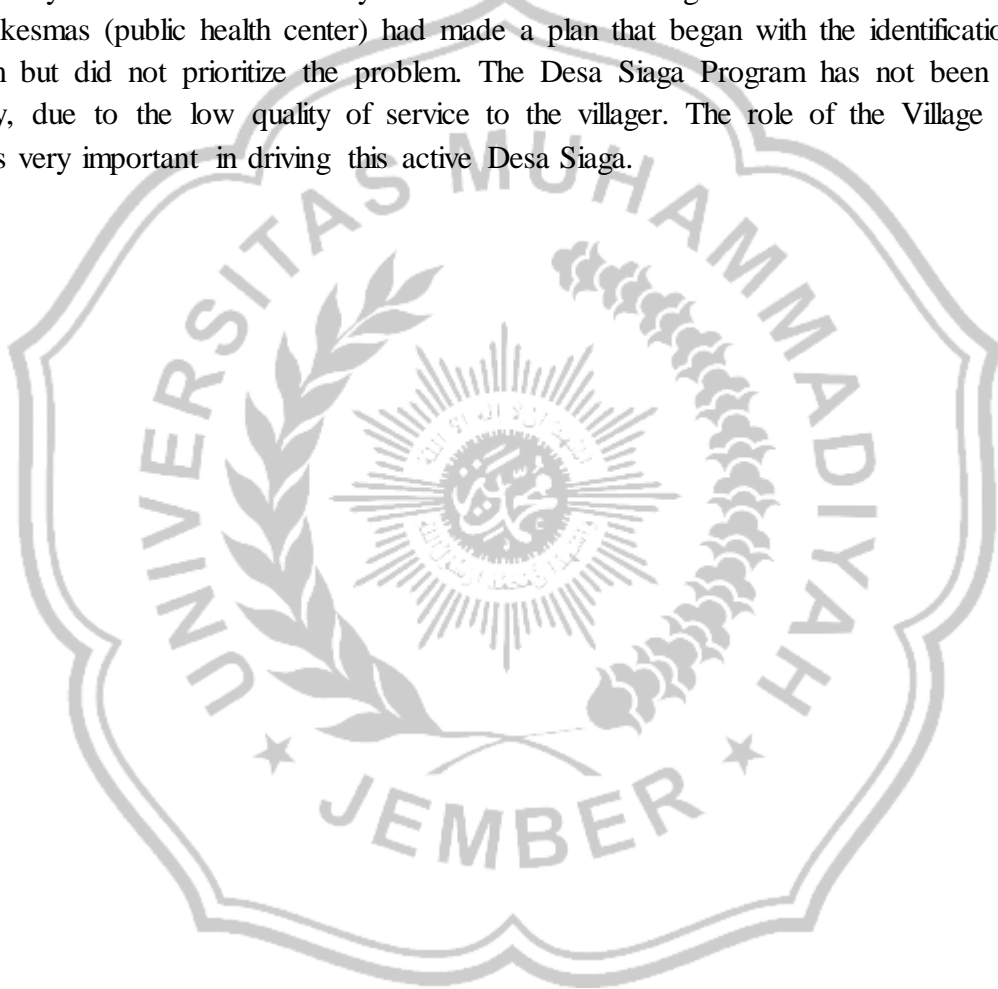 kesmas (public health center) had made a plan that began with the identificatio
but did not prioritize the problem. The Desa Siaga Program has not been
due to the low quality of service to the villager. The role of the Village
s very important in driving this active Desa Siaga.
UNIVERSITAS MUHAMMADIYAH
JEMBER